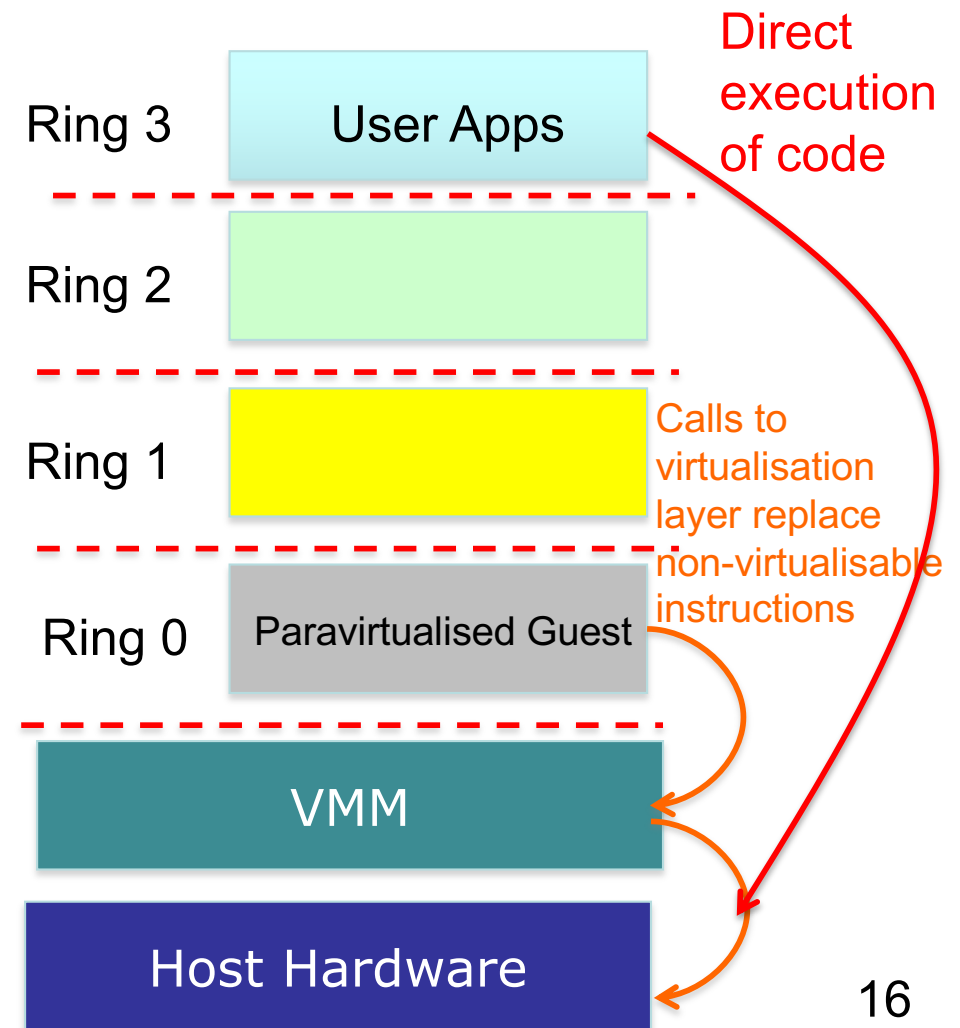 Direct
execution
of code
Ring 3
User Apps
Ring 2
Ring 1
Calls to
virtualisation
layer replace
non-virtualisable
instructions
Ring 0
Paravirtualised Guest
VMM
Host Hardware
16